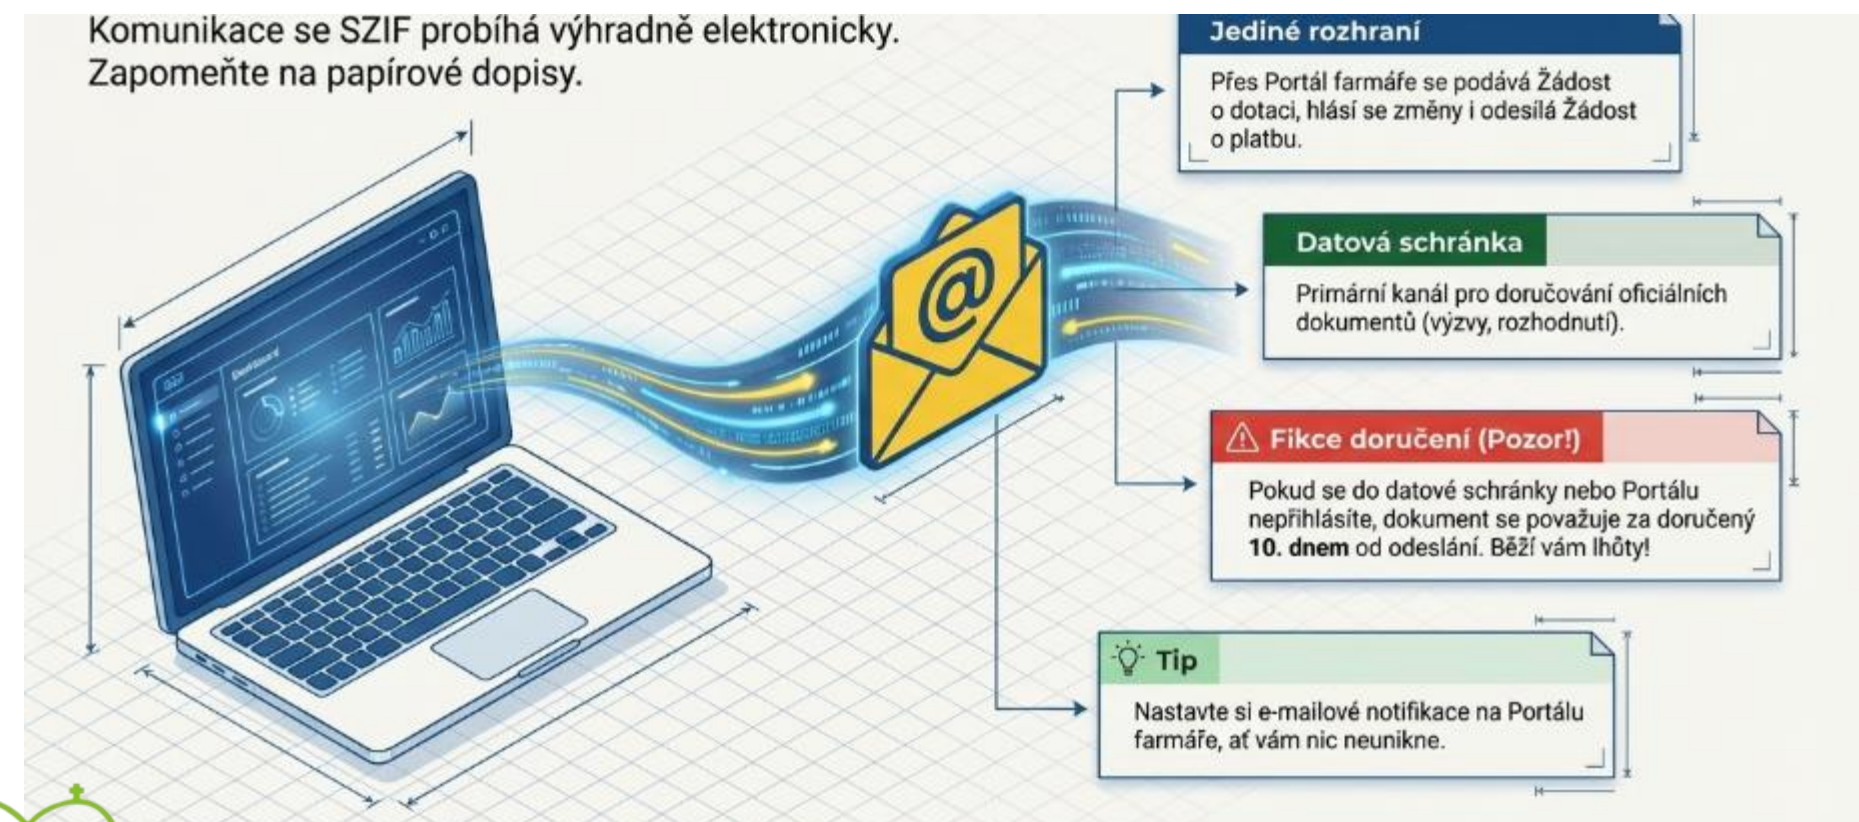 Komunikace se SZIF probíhá výhradně elektronicky.
Zapomeňte na papírové dopisy.
Jediné rozhraní
Přes Portál farmáře se podává Žádost
o dotaci, hlásí se změny i odesílá Žádost
o platbu.
Datová schránka
Primární kanál pro doručování oficiálních
dokumentů (výzvy, rozhodnutí).
Fikce doručení (Pozor!)
Pokud se do datové schránky nebo Portálu
nepřihlásíte, dokument se považuje za doručený
10. dnem od odeslání. Běží vám lhůty!
Tip
Nastavte si e-mailové notifikace na Portálu
farmáře, ať vám nic neunikne.
@